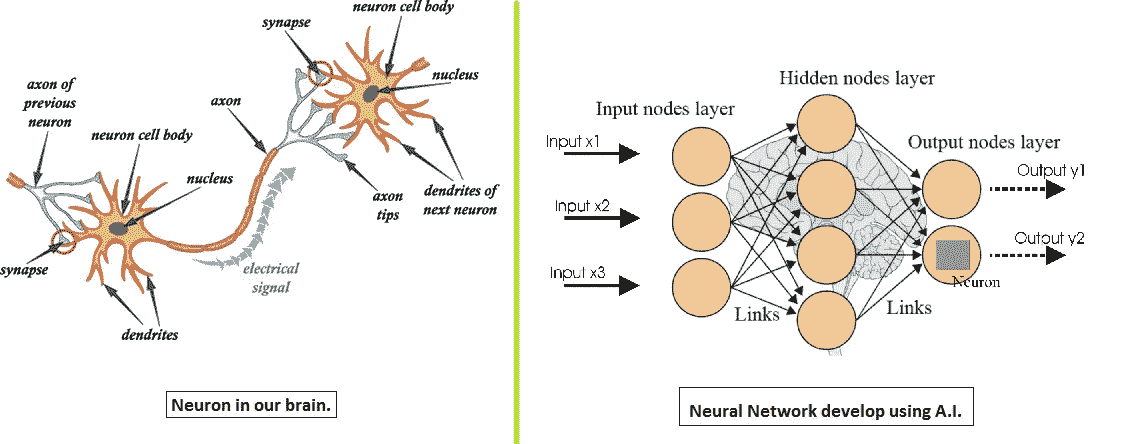 synapse
neuron cell body
nucleus
axon of
previous
neuron
neuron cell body
nucleus
axon
axon
tips
dendrites of
next neuron
synapse
electrical
signal
dendrites
Neuron in our brain.
Hidden nodes layer
Input nodes layer
Output nodes layer
Input x1
Input x2
Input x3
Output y1
Output y2
Neuron
Links
Links
Neural Network develop using A.I.